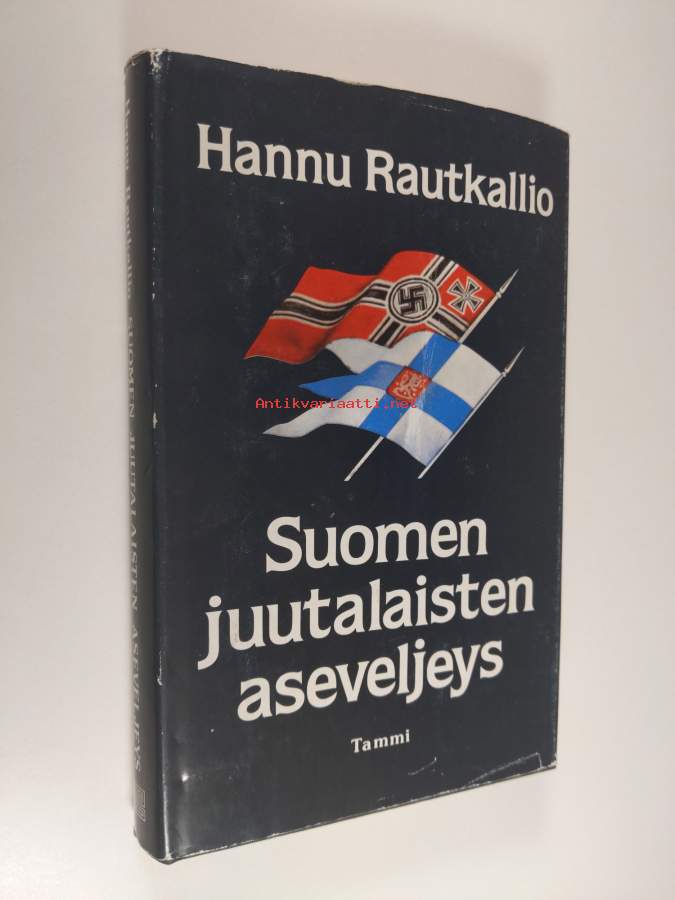 Hannu Rautkallio
Antikvariaatti.net
Suomen
juutalaisten
aseveljeys
Tammi
Hannu Rautkallio SUOMEN JUUTALAISTEN ASEVELJEYS